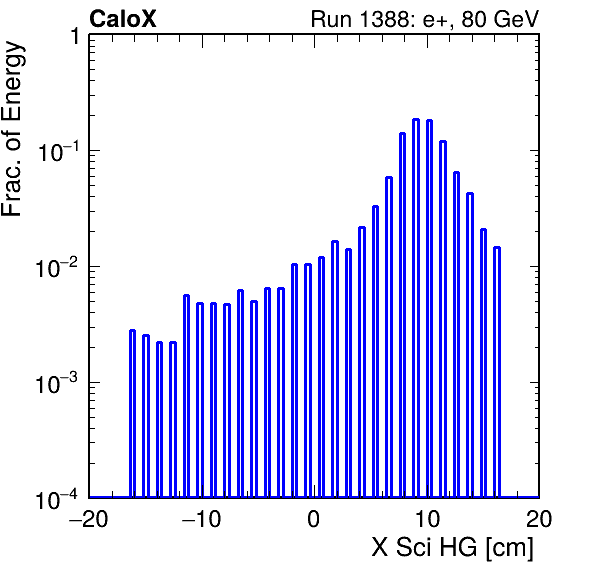 CaloX Run 1388: e+, 80 GeV
Frac. of Energy
1
10⁻¹
10⁻²
10⁻³
10⁻⁴
−20 −10 0 10 20
X Sci HG [cm]